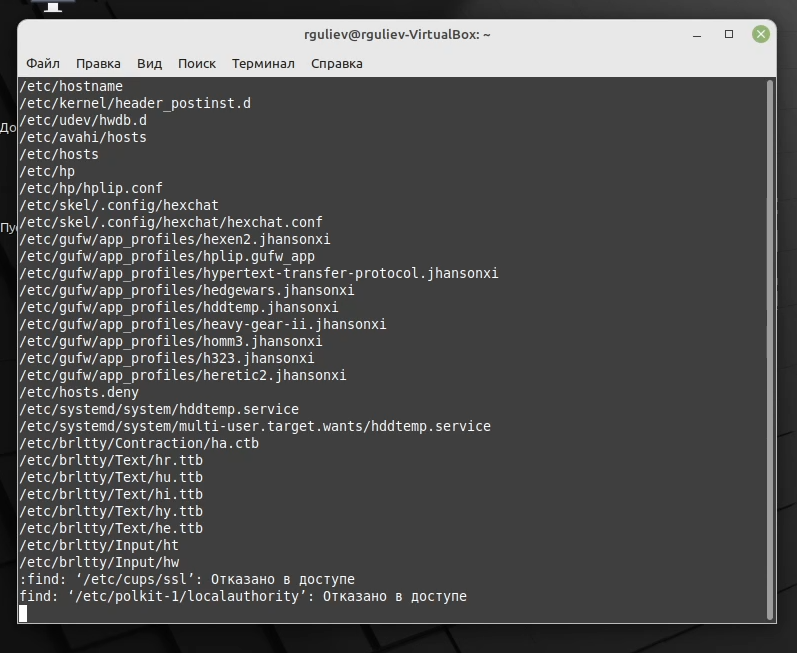 rguliev@rguliev-VirtualBox: ~
Файл Правка Вид Поиск Терминал Справка
/etc/hostname
/etc/kernel/header_postinst.d
/etc/udev/hwdb.d
/etc/avahi/hosts
/etc/hosts
/etc/hp
/etc/hp/hplip.conf
/etc/skel/.config/hexchat
/etc/skel/.config/hexchat/hexchat.conf
/etc/gufw/app_profiles/hexen2.jhansonxi
/etc/gufw/app_profiles/hplip.gufw_app
/etc/gufw/app_profiles/hypertext-transfer-protocol.jhansonxi
/etc/gufw/app_profiles/hedgewars.jhansonxi
/etc/gufw/app_profiles/hddtemp.jhansonxi
/etc/gufw/app_profiles/heavy-gear-ii.jhansonxi
/etc/gufw/app_profiles/homm3.jhansonxi
/etc/gufw/app_profiles/h323.jhansonxi
/etc/gufw/app_profiles/heretic2.jhansonxi
/etc/hosts.deny
/etc/systemd/system/hddtemp.service
/etc/systemd/system/multi-user.target.wants/hddtemp.service
/etc/brltty/Contraction/ha.ctb
/etc/brltty/Text/hr.ttb
/etc/brltty/Text/hu.ttb
/etc/brltty/Text/hi.ttb
/etc/brltty/Text/hy.ttb
/etc/brltty/Text/he.ttb
/etc/brltty/Input/ht
/etc/brltty/Input/hw
:find: ‘/etc/cups/ssl’: Отказано в доступе
find: ‘/etc/polkit-1/localauthority’: Отказано в доступе